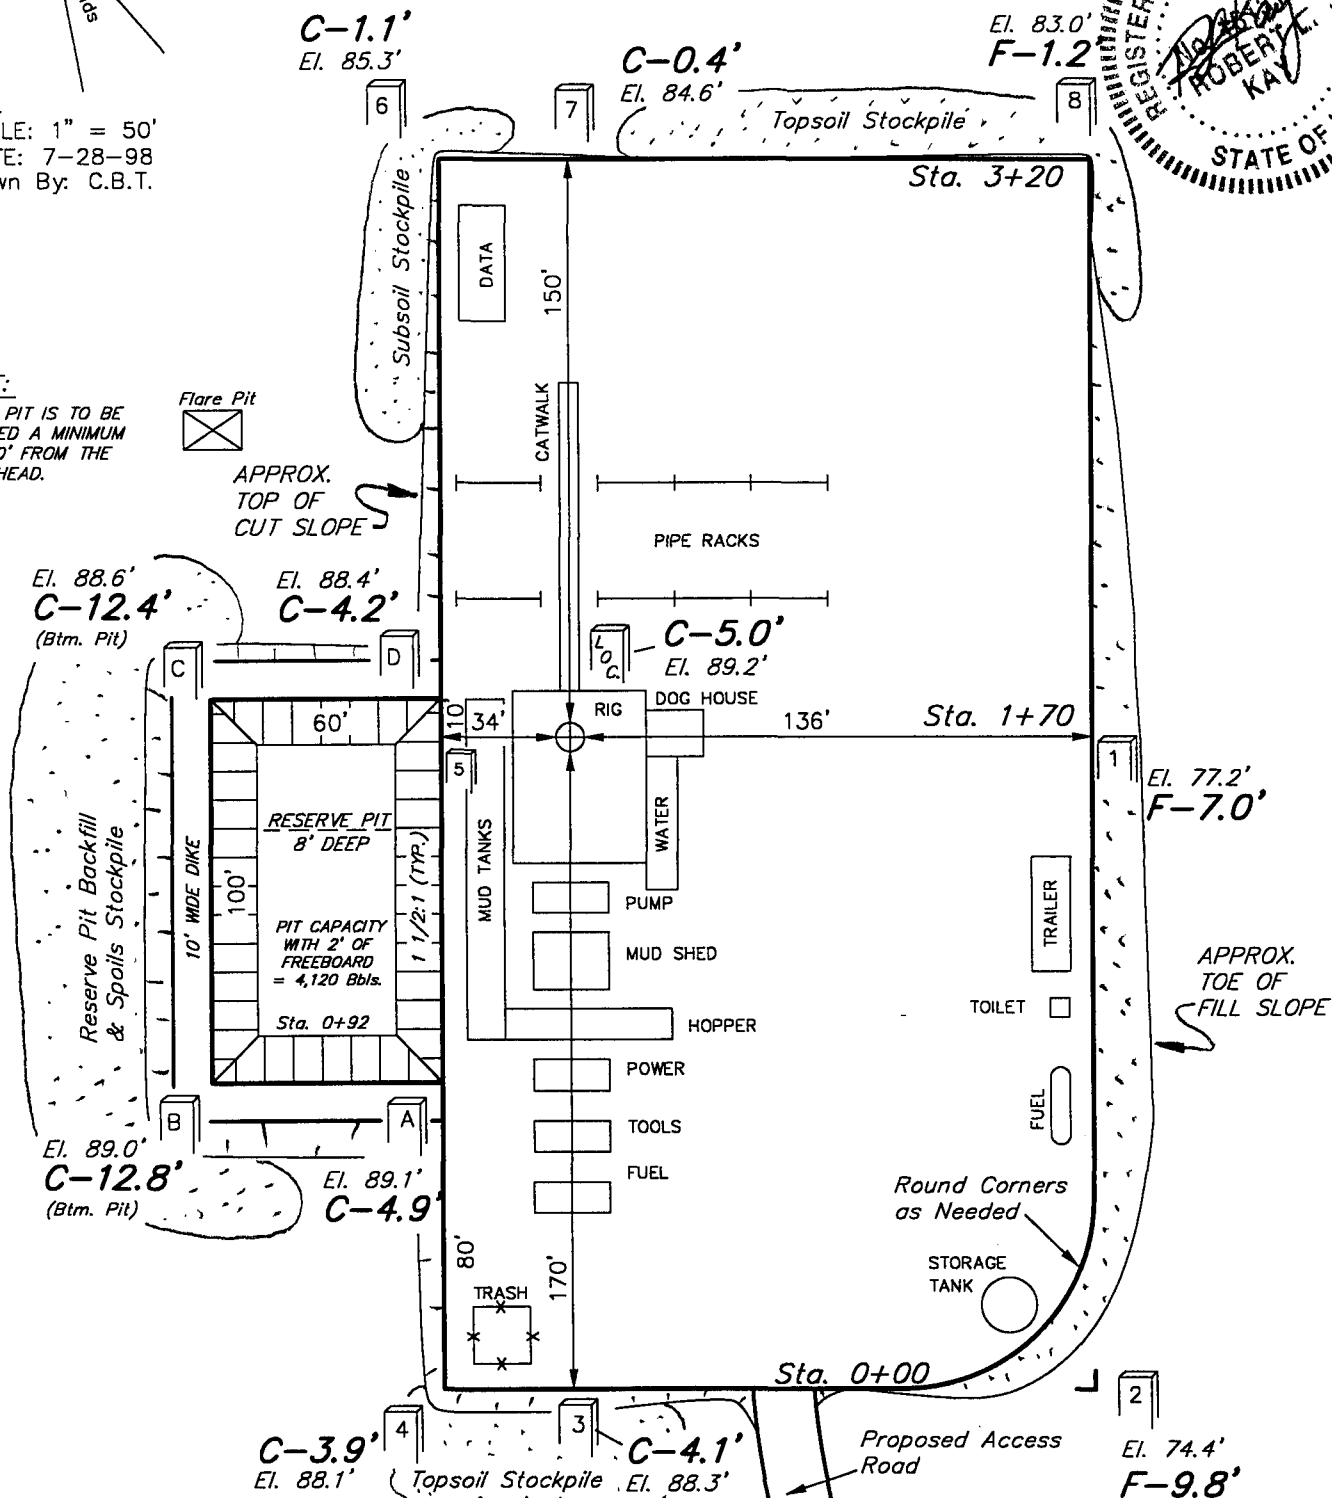 C-1.1'
El. 85.3'
6
C-0.4'
El. 84.6'
7
El. 83.0'
F-1.2'
8
REGISTER
ROBERT L.
KAY
STATE OF
LE: 1" = 50'
TE: 7-28-98
wn By: C.B.T.
Topsoil Stockpile
Sta. 3+20
Subsoil Stockpile
DATA
150'
CATWALK
Flare Pit
PIT IS TO BE
ED A MINIMUM
0' FROM THE
HEAD.
APPROX.
TOP OF
CUT SLOPE
PIPE RACKS
El. 88.6'
C-12.4'
(Btm. Pit)
El. 88.4'
C-4.2'
C
D
LOC.
C-5.0'
El. 89.2'
DOG HOUSE
RIG
60'
10'
34'
136'
Sta. 1+70
5
1
El. 77.2'
F-7.0'
RESERVE PIT
8' DEEP
Reserve Pit Backfill
& Spoils Stockpile
10' WIDE DIKE
100'
1 1/2:1 (TYP.)
MUD TANKS
WATER
PIT CAPACITY
WITH 2' OF
FREEBOARD
= 4,120 Bbls.
Sta. 0+92
PUMP
MUD SHED
HOPPER
POWER
TOOLS
FUEL
TRAILER
TOILET
FUEL
APPROX.
TOE OF
FILL SLOPE
B
A
El. 89.0'
C-12.8'
(Btm. Pit)
El. 89.1'
C-4.9'
Round Corners
as Needed
80'
170'
STORAGE
TANK
TRASH
Sta. 0+00
2
El. 74.4'
F-9.8'
4
C-3.9'
El. 88.1'
3
C-4.1'
El. 88.3'
Topsoil Stockpile
Proposed Access
Road